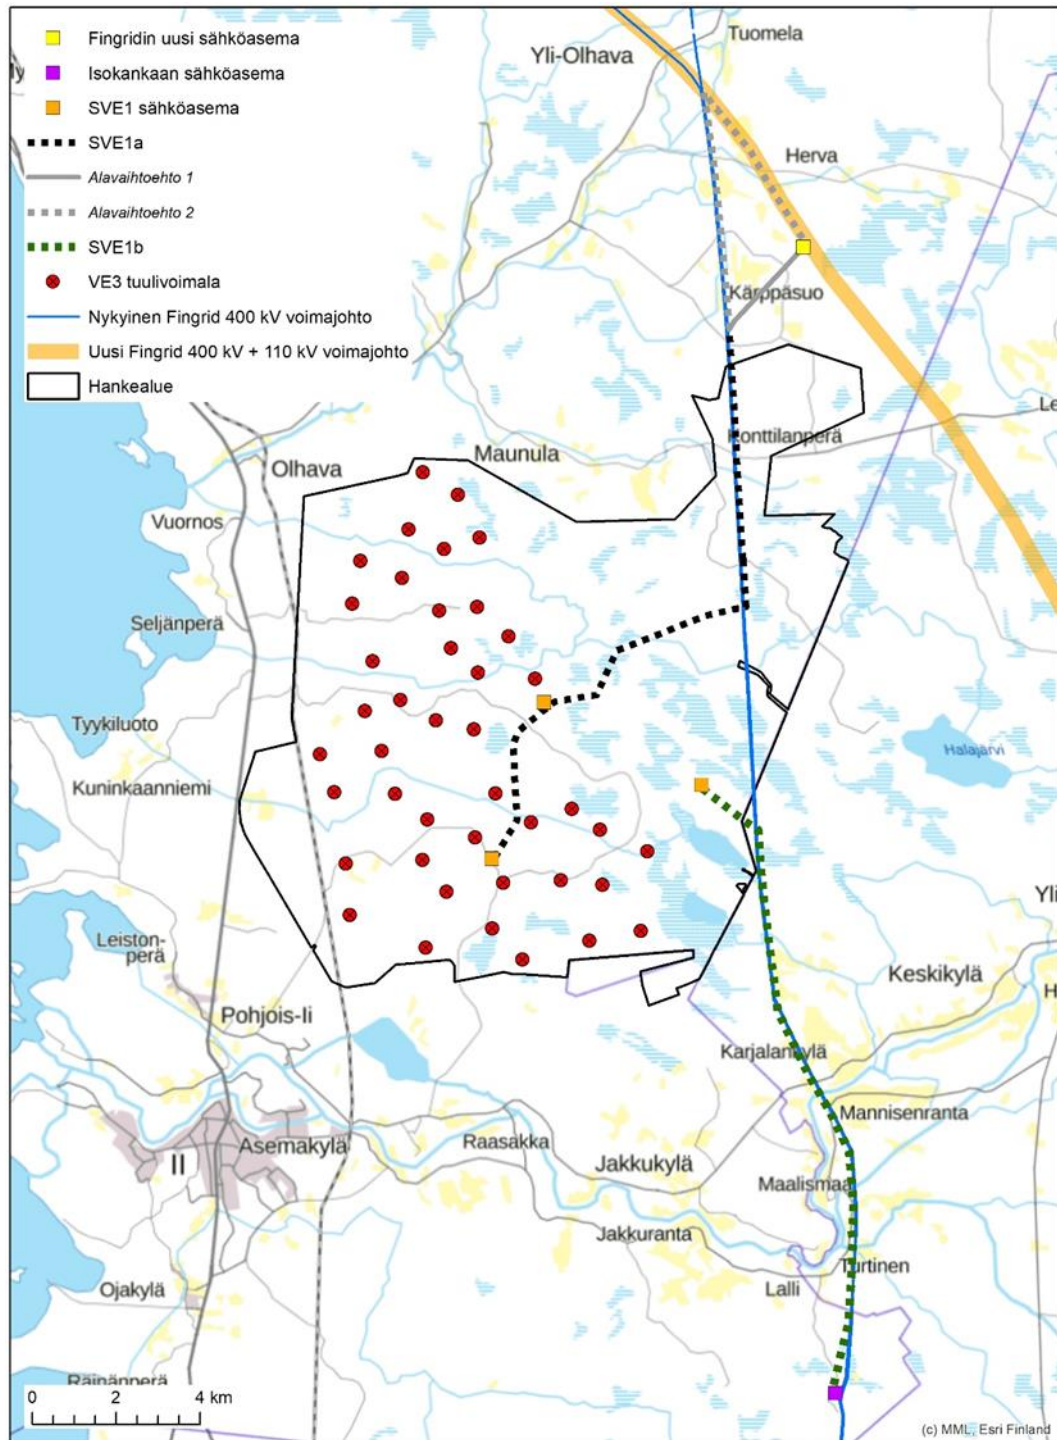 Fingridin uusi sähköasema
Isokankaan sähköasema
SVE1 sähköasema
SVE1a
Alavaihtoehto 1
Alavaihtoehto 2
SVE1b
VE3 tuulivoimala
Nykyinen Fingrid 400 kV voimajohto
Uusi Fingrid 400 kV + 110 kV voimajohto
Hankealue
Tuomela
Yli-Olhava
Herva
Kärppäsuo
Konttilanperä
Maunula
Olhava
Vuornos
Seljänperä
Tyykiluoto
Halajärvi
Kuninkaanniemi
Yli
Leiston-
perä
Keskikylä
Pohjois-Ii
Karjalankylä
Mannisenranta
Asemakylä
Raasakka
II
Jakkukylä
Maalismaa
Jakkuranta
Turtinen
Ojakylä
Lalli
Räinänperä
0 2 4 km
(c) MML, Esri Finland